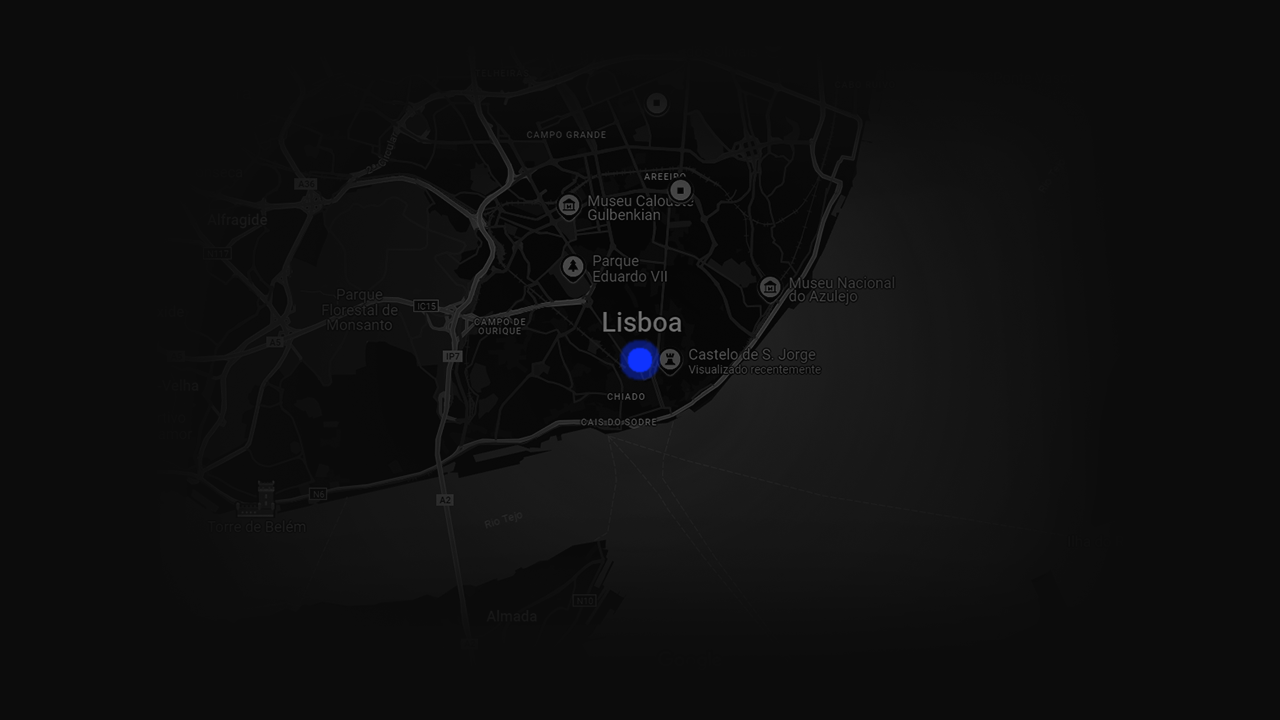 CAMPO GRANDE
AREEIRO
A36
Museu Calouste
Gulbenkian
Alfragide
N117
Parque
Eduardo VII
Museu Nacional
do Azulejo
Parque
Florestal de
Monsanto
IC15
Lisboa
CAMPO DE
OURIQUE
A5
IP7
Castelo de S. Jorge
Visualizado recentemente
CHIADO
CAIS DO SODRE
N6
A2
Torre de Belém
Rio Tejo
N10
Almada